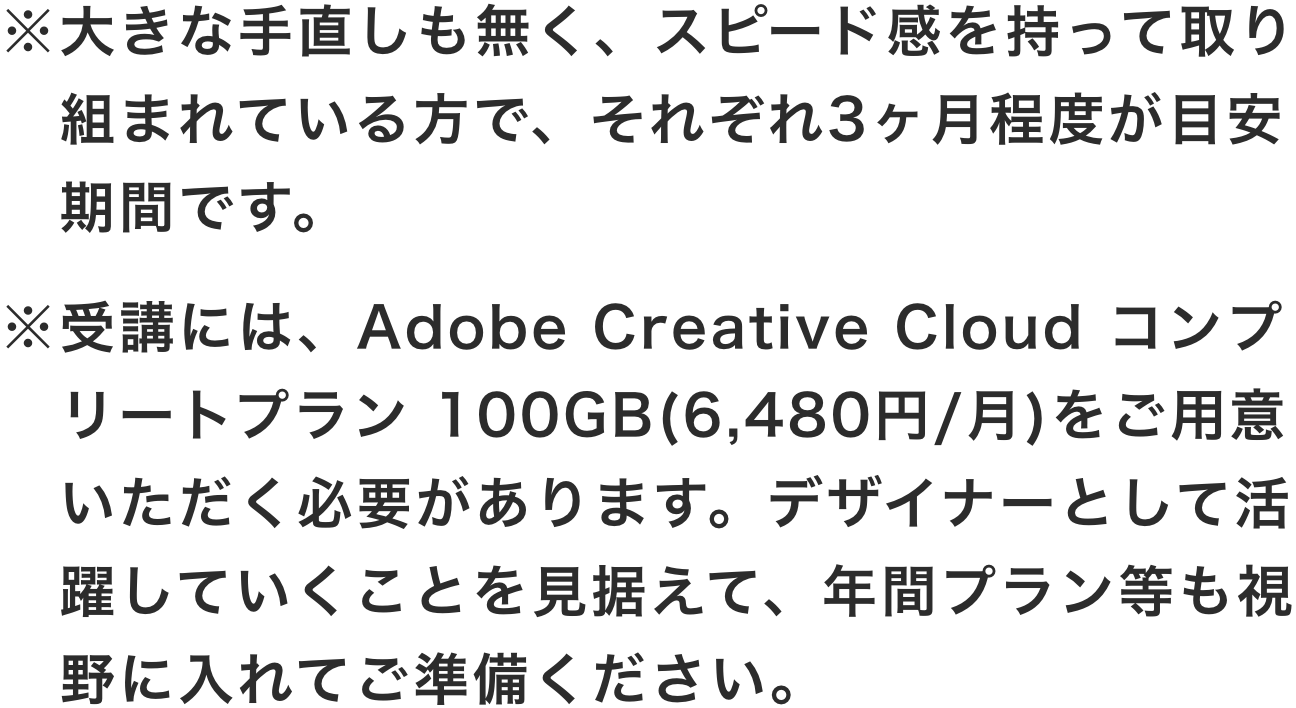 ※大きな手直しも無く、スピード感を持って取り
組まれている方で、それぞれ3ヶ月程度が目安
期間です。
※受講には、Adobe Creative Cloud コンプ
リートプラン 100GB(6,480円/月)をご用意
いただく必要があります。デザイナーとして活
躍していくことを見据えて、年間プラン等も視
野に入れてご準備ください。